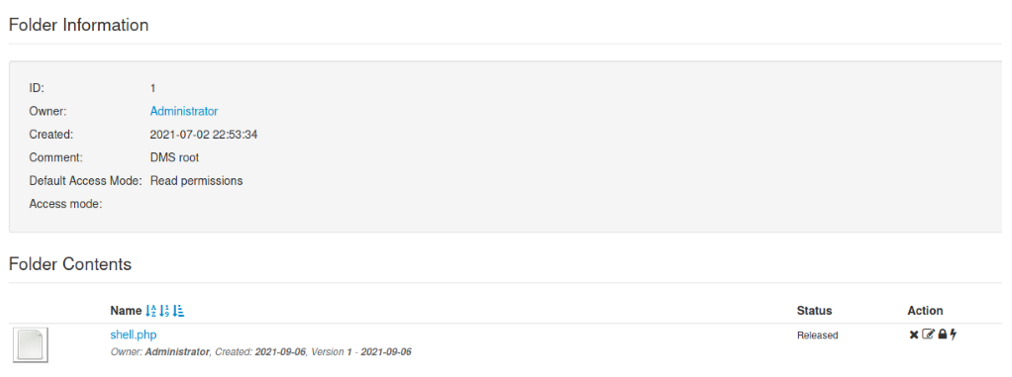 Folder Information
ID: 1
Owner: Administrator
Created: 2021-07-02 22:53:34
Comment: DMS root
Default Access Mode: Read permissions
Access mode:
Folder Contents
Name Status Action
shell.php Released
Owner: Administrator, Created: 2021-09-06, Version 1 - 2021-09-06